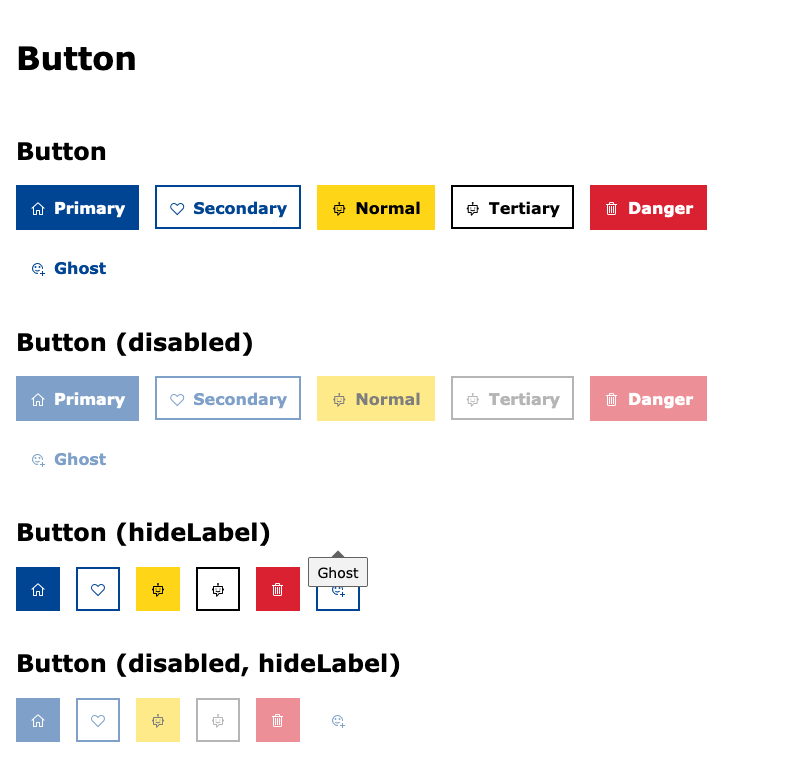 Button
Button
Primary Secondary Normal Tertiary Danger
Ghost
Button (disabled)
Primary Secondary Normal Tertiary Danger
Ghost
Button (hideLabel)
Ghost
Button (disabled, hideLabel)